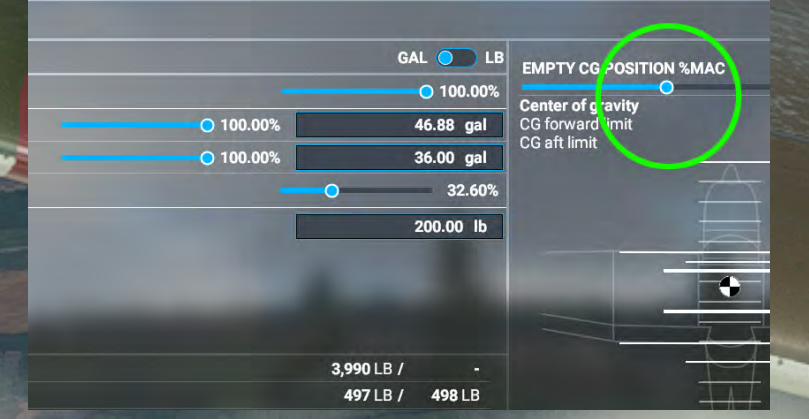 GAL LB
100.00%
100.00% 46.88 gal
100.00% 36.00 gal
32.60%
200.00 lb
3,990 LB / -
497 LB / 498 LB
EMPTY CG POSITION %MAC
Center of gravity
CG forward limit
CG aft limit